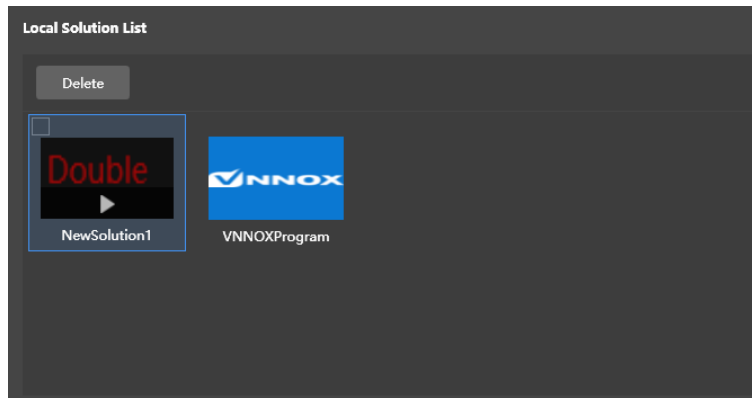 Local Solution List
Delete
Double
NewSolution1
VNNOX
VNNOXProgram